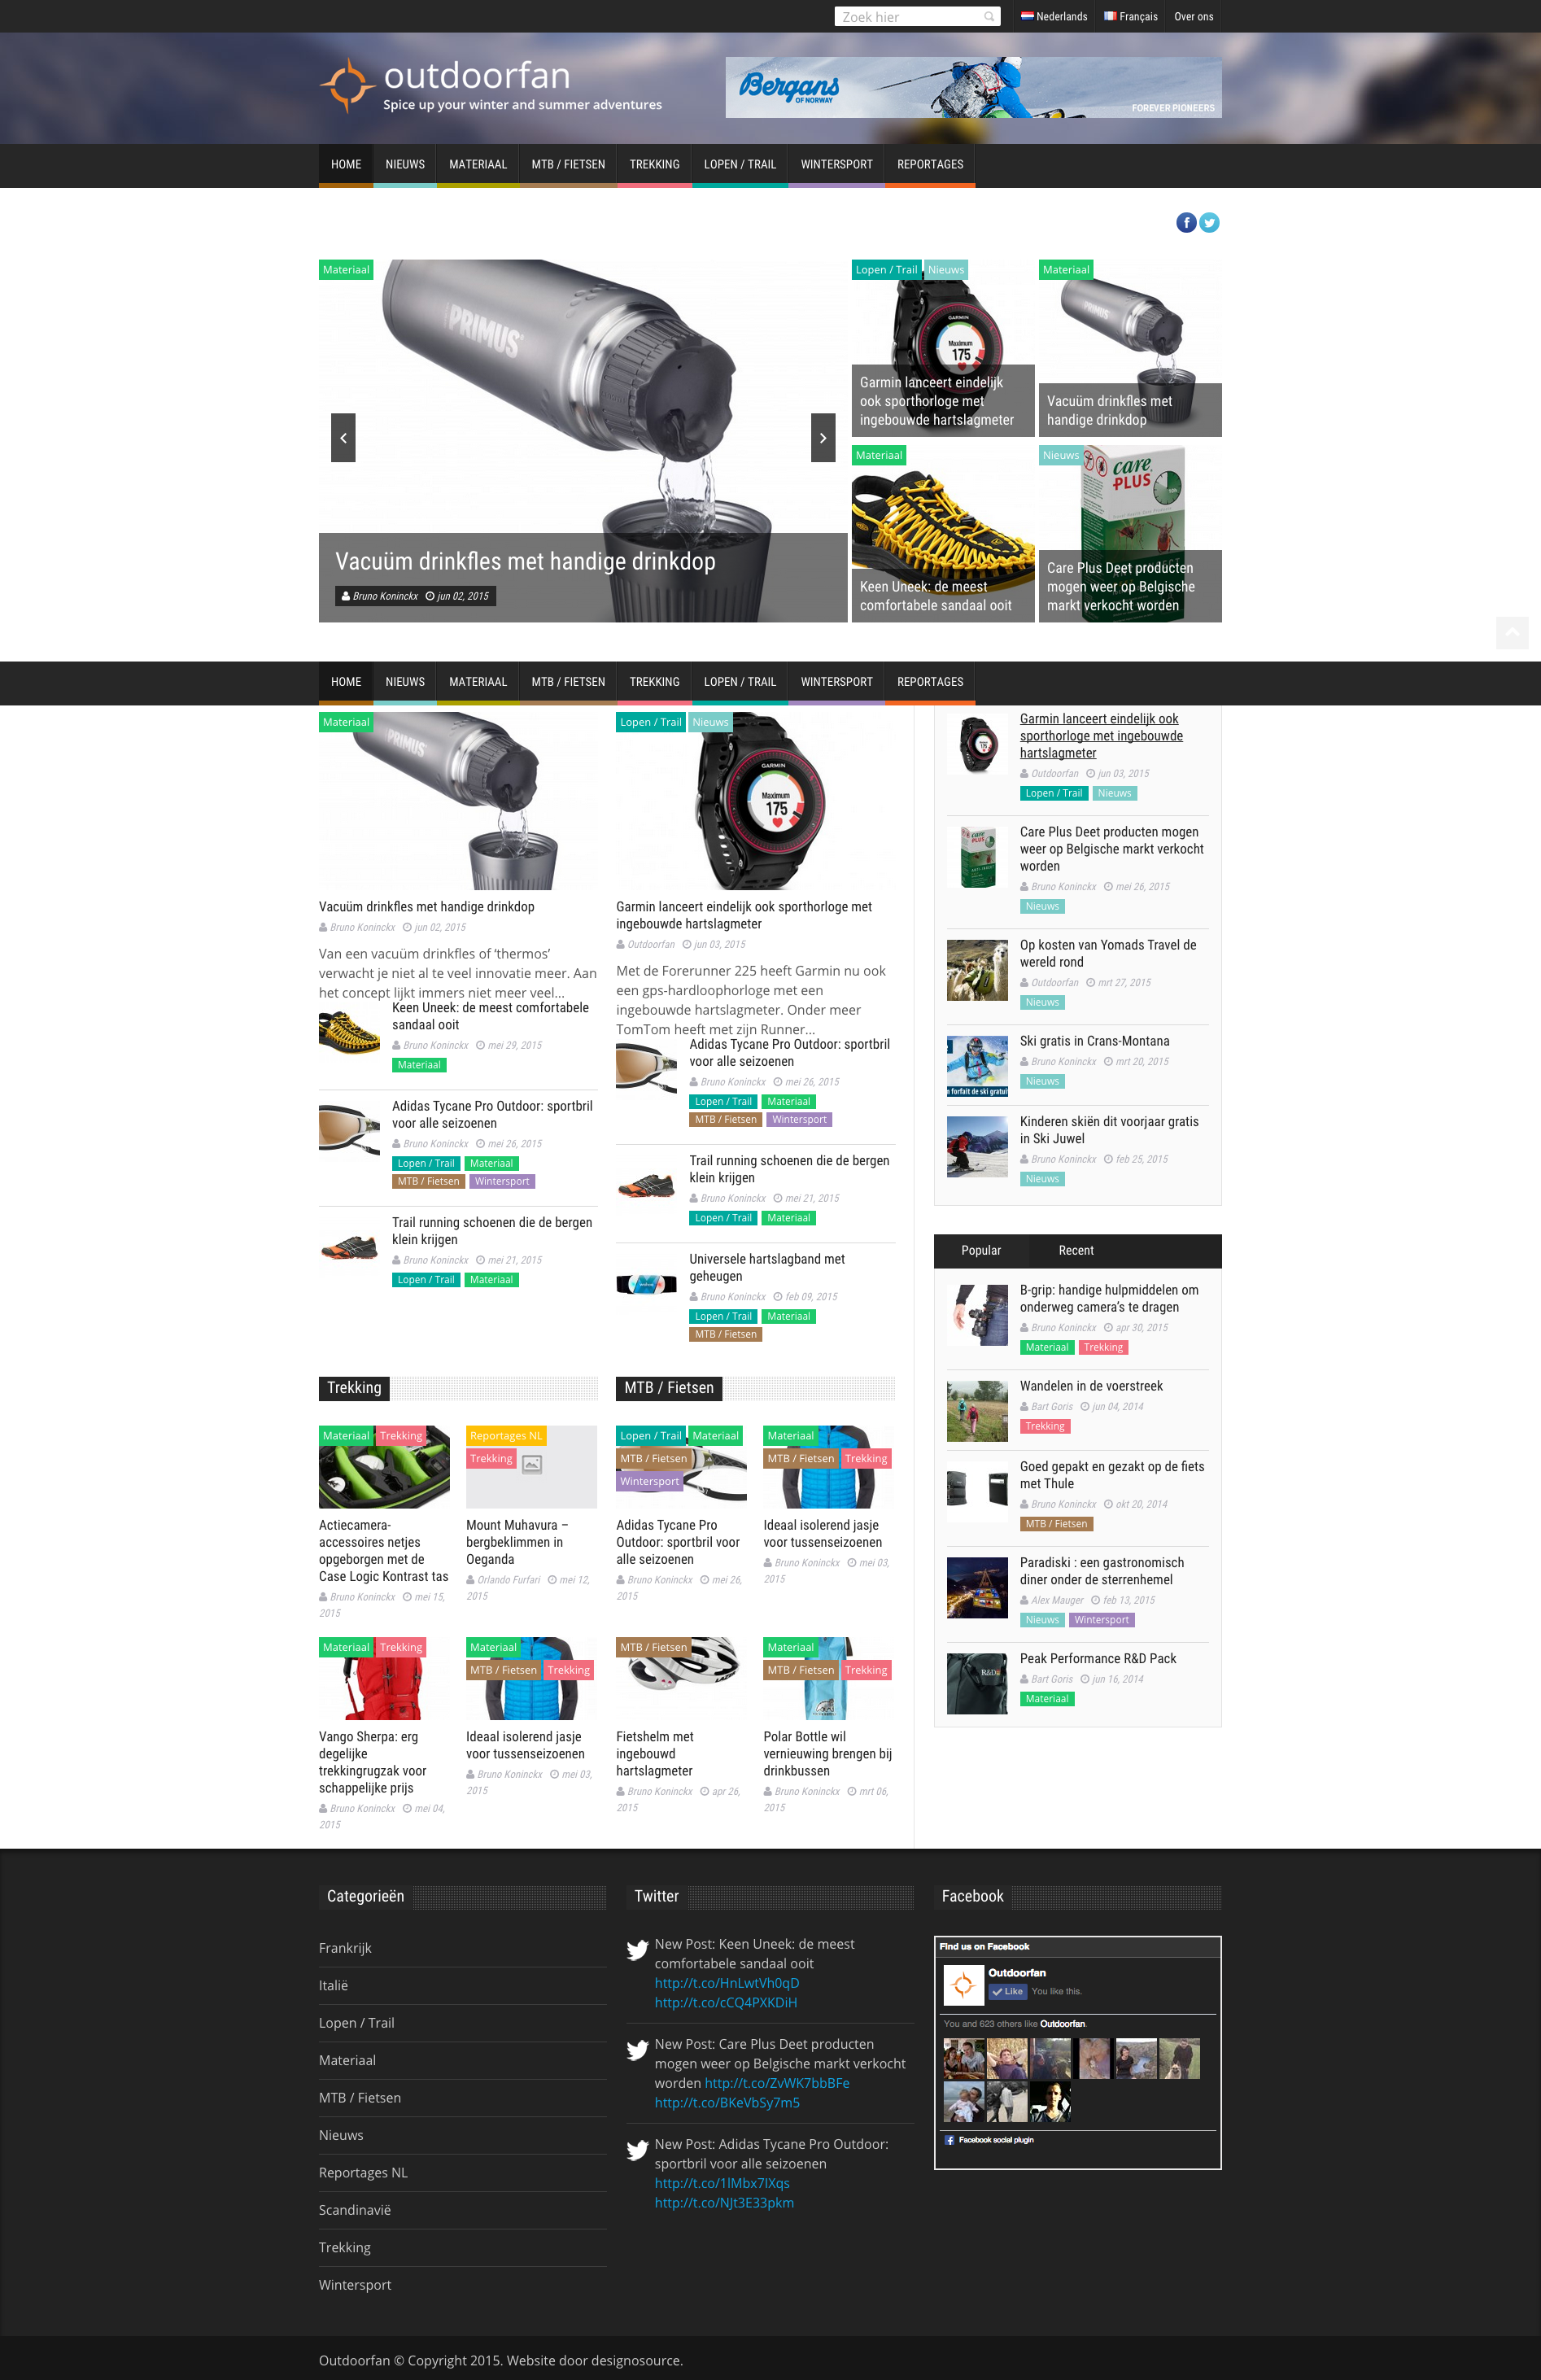 Zoek hier
Nederlands
Français
Over ons
outdoorfan
Spice up your winter and summer adventures
Bergans
OF NORWAY
FOREVER PIONEERS
HOME
NIEUWS
MATERIAAL
MTB / FIETSEN
TREKKING
LOPEN / TRAIL
WINTERSPORT
REPORTAGES
Materiaal
PRIMUS
Vacuüm drinkfles met handige drinkdop
Bruno Koninckx jun 02, 2015
Lopen / Trail Nieuws
Maximum
175
Garmin lanceert eindelijk
ook sporthorloge met
ingebouwde hartslagmeter
Materiaal
Vacuüm drinkfles met
handige drinkdop
Materiaal
Keen Uneek: de meest
comfortabele sandaal ooit
Nieuws
care
PLUS
Care Plus Deet producten
mogen weer op Belgische
markt verkocht worden
HOME
NIEUWS
MATERIAAL
MTB / FIETSEN
TREKKING
LOPEN / TRAIL
WINTERSPORT
REPORTAGES
Materiaal
PRIMUS
Vacuüm drinkfles met handige drinkdop
Bruno Koninckx jun 02, 2015
Van een vacuüm drinkfles of ‘thermos’
verwacht je niet al te veel innovatie meer. Aan
het concept lijkt immers niet meer veel...
Keen Uneek: de meest comfortabele
sandaal ooit
Bruno Koninckx mei 29, 2015
Materiaal
Adidas Tycane Pro Outdoor: sportbril
voor alle seizoenen
Bruno Koninckx mei 26, 2015
Lopen / Trail Materiaal
MTB / Fietsen Wintersport
Trail running schoenen die de bergen
klein krijgen
Bruno Koninckx mei 21, 2015
Lopen / Trail Materiaal
Lopen / Trail Nieuws
GARMIN
Maximum
175
Garmin lanceert eindelijk ook sporthorloge met
ingebouwde hartslagmeter
Outdoorfan jun 03, 2015
Met de Forerunner 225 heeft Garmin nu ook
een gps-hardloophorloge met een
ingebouwde hartslagmeter. Onder meer
TomTom heeft met zijn Runner...
Adidas Tycane Pro Outdoor: sportbril
voor alle seizoenen
Bruno Koninckx mei 26, 2015
Lopen / Trail Materiaal
MTB / Fietsen Wintersport
Trail running schoenen die de bergen
klein krijgen
Bruno Koninckx mei 21, 2015
Lopen / Trail Materiaal
Universele hartslagband met
geheugen
Bruno Koninckx feb 09, 2015
Lopen / Trail Materiaal
MTB / Fietsen
Garmin lanceert eindelijk ook
sporthorloge met ingebouwde
hartslagmeter
Outdoorfan jun 03, 2015
Lopen / Trail Nieuws
Care Plus Deet producten mogen
weer op Belgische markt verkocht
worden
Bruno Koninckx mei 26, 2015
Nieuws
Op kosten van Yomads Travel de
wereld rond
Outdoorfan mrt 27, 2015
Nieuws
Ski gratis in Crans-Montana
Bruno Koninckx mrt 20, 2015
Nieuws
n forfait de ski gratui
Kinderen skiën dit voorjaar gratis
in Ski Juwel
Bruno Koninckx feb 25, 2015
Nieuws
Popular
Recent
B-grip: handige hulpmiddelen om
onderweg camera’s te dragen
Bruno Koninckx apr 30, 2015
Materiaal Trekking
Wandelen in de voerstreek
Bart Goris jun 04, 2014
Trekking
Goed gepakt en gezakt op de fiets
met Thule
Bruno Koninckx okt 20, 2014
MTB / Fietsen
Paradiski : een gastronomisch
diner onder de sterrenhemel
Alex Mauger feb 13, 2015
Nieuws Wintersport
R&D
Peak Performance R&D Pack
Bart Goris jun 16, 2014
Materiaal
Trekking
Materiaal Trekking
Actiecamera-
accessoires netjes
opgeborgen met de
Case Logic Kontrast tas
Bruno Koninckx mei 15,
2015
Reportages NL
Trekking
Mount Muhavura –
bergbeklimmen in
Oeganda
Orlando Furfari mei 12,
2015
Materiaal Trekking
Vango Sherpa: erg
degelijke
trekkingrugzak voor
schappelijke prijs
Bruno Koninckx mei 04,
2015
Materiaal
MTB / Fietsen Trekking
Ideaal isolerend jasje
voor tussenseizoenen
Bruno Koninckx mei 03,
2015
MTB / Fietsen
Lopen / Trail Materiaal
MTB / Fietsen
Wintersport
Adidas Tycane Pro
Outdoor: sportbril voor
alle seizoenen
Bruno Koninckx mei 26,
2015
Materiaal
MTB / Fietsen Trekking
Ideaal isolerend jasje
voor tussenseizoenen
Bruno Koninckx mei 03,
2015
MTB / Fietsen
Fietshelm met
ingebouwd
hartslagmeter
Bruno Koninckx apr 26,
2015
Materiaal
MTB / Fietsen Trekking
Polar Bottle wil
vernieuwing brengen bij
drinkbussen
Bruno Koninckx mrt 06,
2015
Categorieën
Frankrijk
Italië
Lopen / Trail
Materiaal
MTB / Fietsen
Nieuws
Reportages NL
Scandinavië
Trekking
Wintersport
Twitter
New Post: Keen Uneek: de meest
comfortabele sandaal ooit
http://t.co/HnLwtVh0qD
http://t.co/cCQ4PXKDiH
New Post: Care Plus Deet producten
mogen weer op Belgische markt verkocht
worden http://t.co/ZvWK7bbBFe
http://t.co/BKeVbSy7m5
New Post: Adidas Tycane Pro Outdoor:
sportbril voor alle seizoenen
http://t.co/1lMbx7IXqs
http://t.co/NJt3E33pkm
Facebook
Find us on Facebook
Outdoorfan
Like You like this.
You and 623 others like Outdoorfan.
Facebook social plugin
Outdoorfan © Copyright 2015. Website door designosource.